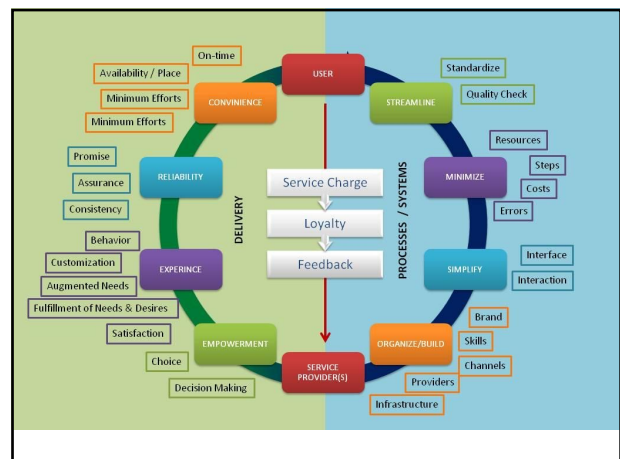 USER
On-time
Availability / Place
Minimum Efforts
Minimum Efforts
CONVINIENCE
Promise
Assurance
Consistency
RELIABILITY
Behavior
Customization
Augmented Needs
Fulfillment of Needs & Desires
Satisfaction
EXPERINCE
Choice
Decision Making
EMPOWERMENT
DELIVERY
Service Charge
Loyalty
Feedback
PROCESSES / SYSTEMS
STREAMLINE
Standardize
Quality Check
MINIMIZE
Resources
Steps
Costs
Errors
SIMPLIFY
Interface
Interaction
ORGANIZE/BUILD
Brand
Skills
Channels
Providers
Infrastructure
SERVICE
PROVIDER(S)